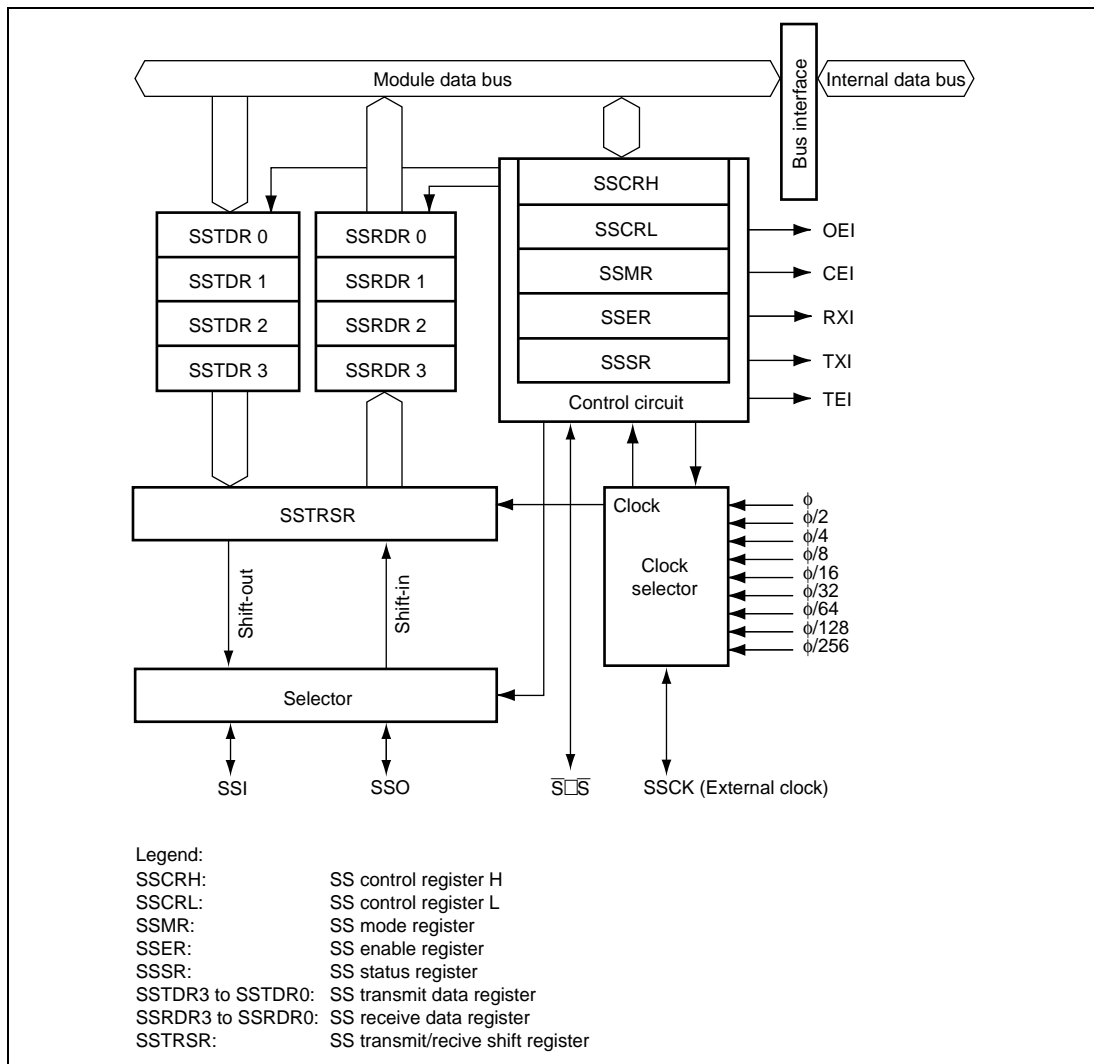 Module data bus
Bus interface
Internal data bus
SSCRH
SSCRL
SSMR
SSER
SSSR
Control circuit
SSTDR 0
SSTDR 1
SSTDR 2
SSTDR 3
SSRDR 0
SSRDR 1
SSRDR 2
SSRDR 3
OEI
CEI
RXI
TXI
TEI
SSTRSR
Clock
Clock
selector
ϕ
ϕ/2
ϕ/4
ϕ/8
ϕ/16
ϕ/32
ϕ/64
ϕ/128
ϕ/256
Shift-out
Shift-in
Selector
SSI
SSO
S̅□S̅
SSCK (External clock)
Legend:
SSCRH: SS control register H
SSCRL: SS control register L
SSMR: SS mode register
SSER: SS enable register
SSSR: SS status register
SSTDR3 to SSTDR0: SS transmit data register
SSRDR3 to SSRDR0: SS receive data register
SSTRSR: SS transmit/recive shift register